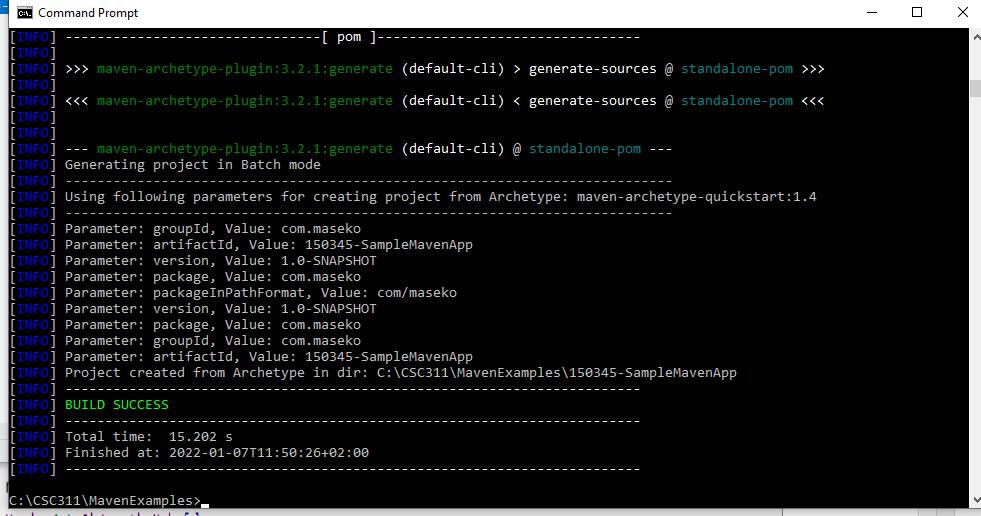 Command Prompt
[INFO] --------------------------------[ pom ]---------------------------------
[INFO]
[INFO] >>> maven-archetype-plugin:3.2.1:generate (default-cli) > generate-sources @ standalone-pom >>>
[INFO]
[INFO] <<< maven-archetype-plugin:3.2.1:generate (default-cli) < generate-sources @ standalone-pom <<<
[INFO]
[INFO]
[INFO] --- maven-archetype-plugin:3.2.1:generate (default-cli) @ standalone-pom ---
[INFO] Generating project in Batch mode
[INFO] ----------------------------------------------------------------------------
[INFO] Using following parameters for creating project from Archetype: maven-archetype-quickstart:1.4
[INFO] ----------------------------------------------------------------------------
[INFO] Parameter: groupId, Value: com.maseko
[INFO] Parameter: artifactId, Value: 150345-SampleMavenApp
[INFO] Parameter: version, Value: 1.0-SNAPSHOT
[INFO] Parameter: package, Value: com.maseko
[INFO] Parameter: packageInPathFormat, Value: com/maseko
[INFO] Parameter: version, Value: 1.0-SNAPSHOT
[INFO] Parameter: package, Value: com.maseko
[INFO] Parameter: groupId, Value: com.maseko
[INFO] Parameter: artifactId, Value: 150345-SampleMavenApp
[INFO] Project created from Archetype in dir: C:\CSC311\MavenExamples\150345-SampleMavenApp
[INFO] ------------------------------------------------------------------------
[INFO] BUILD SUCCESS
[INFO] ------------------------------------------------------------------------
[INFO] Total time:  15.202 s
[INFO] Finished at: 2022-01-07T11:50:26+02:00
[INFO] ------------------------------------------------------------------------
C:\CSC311\MavenExamples>